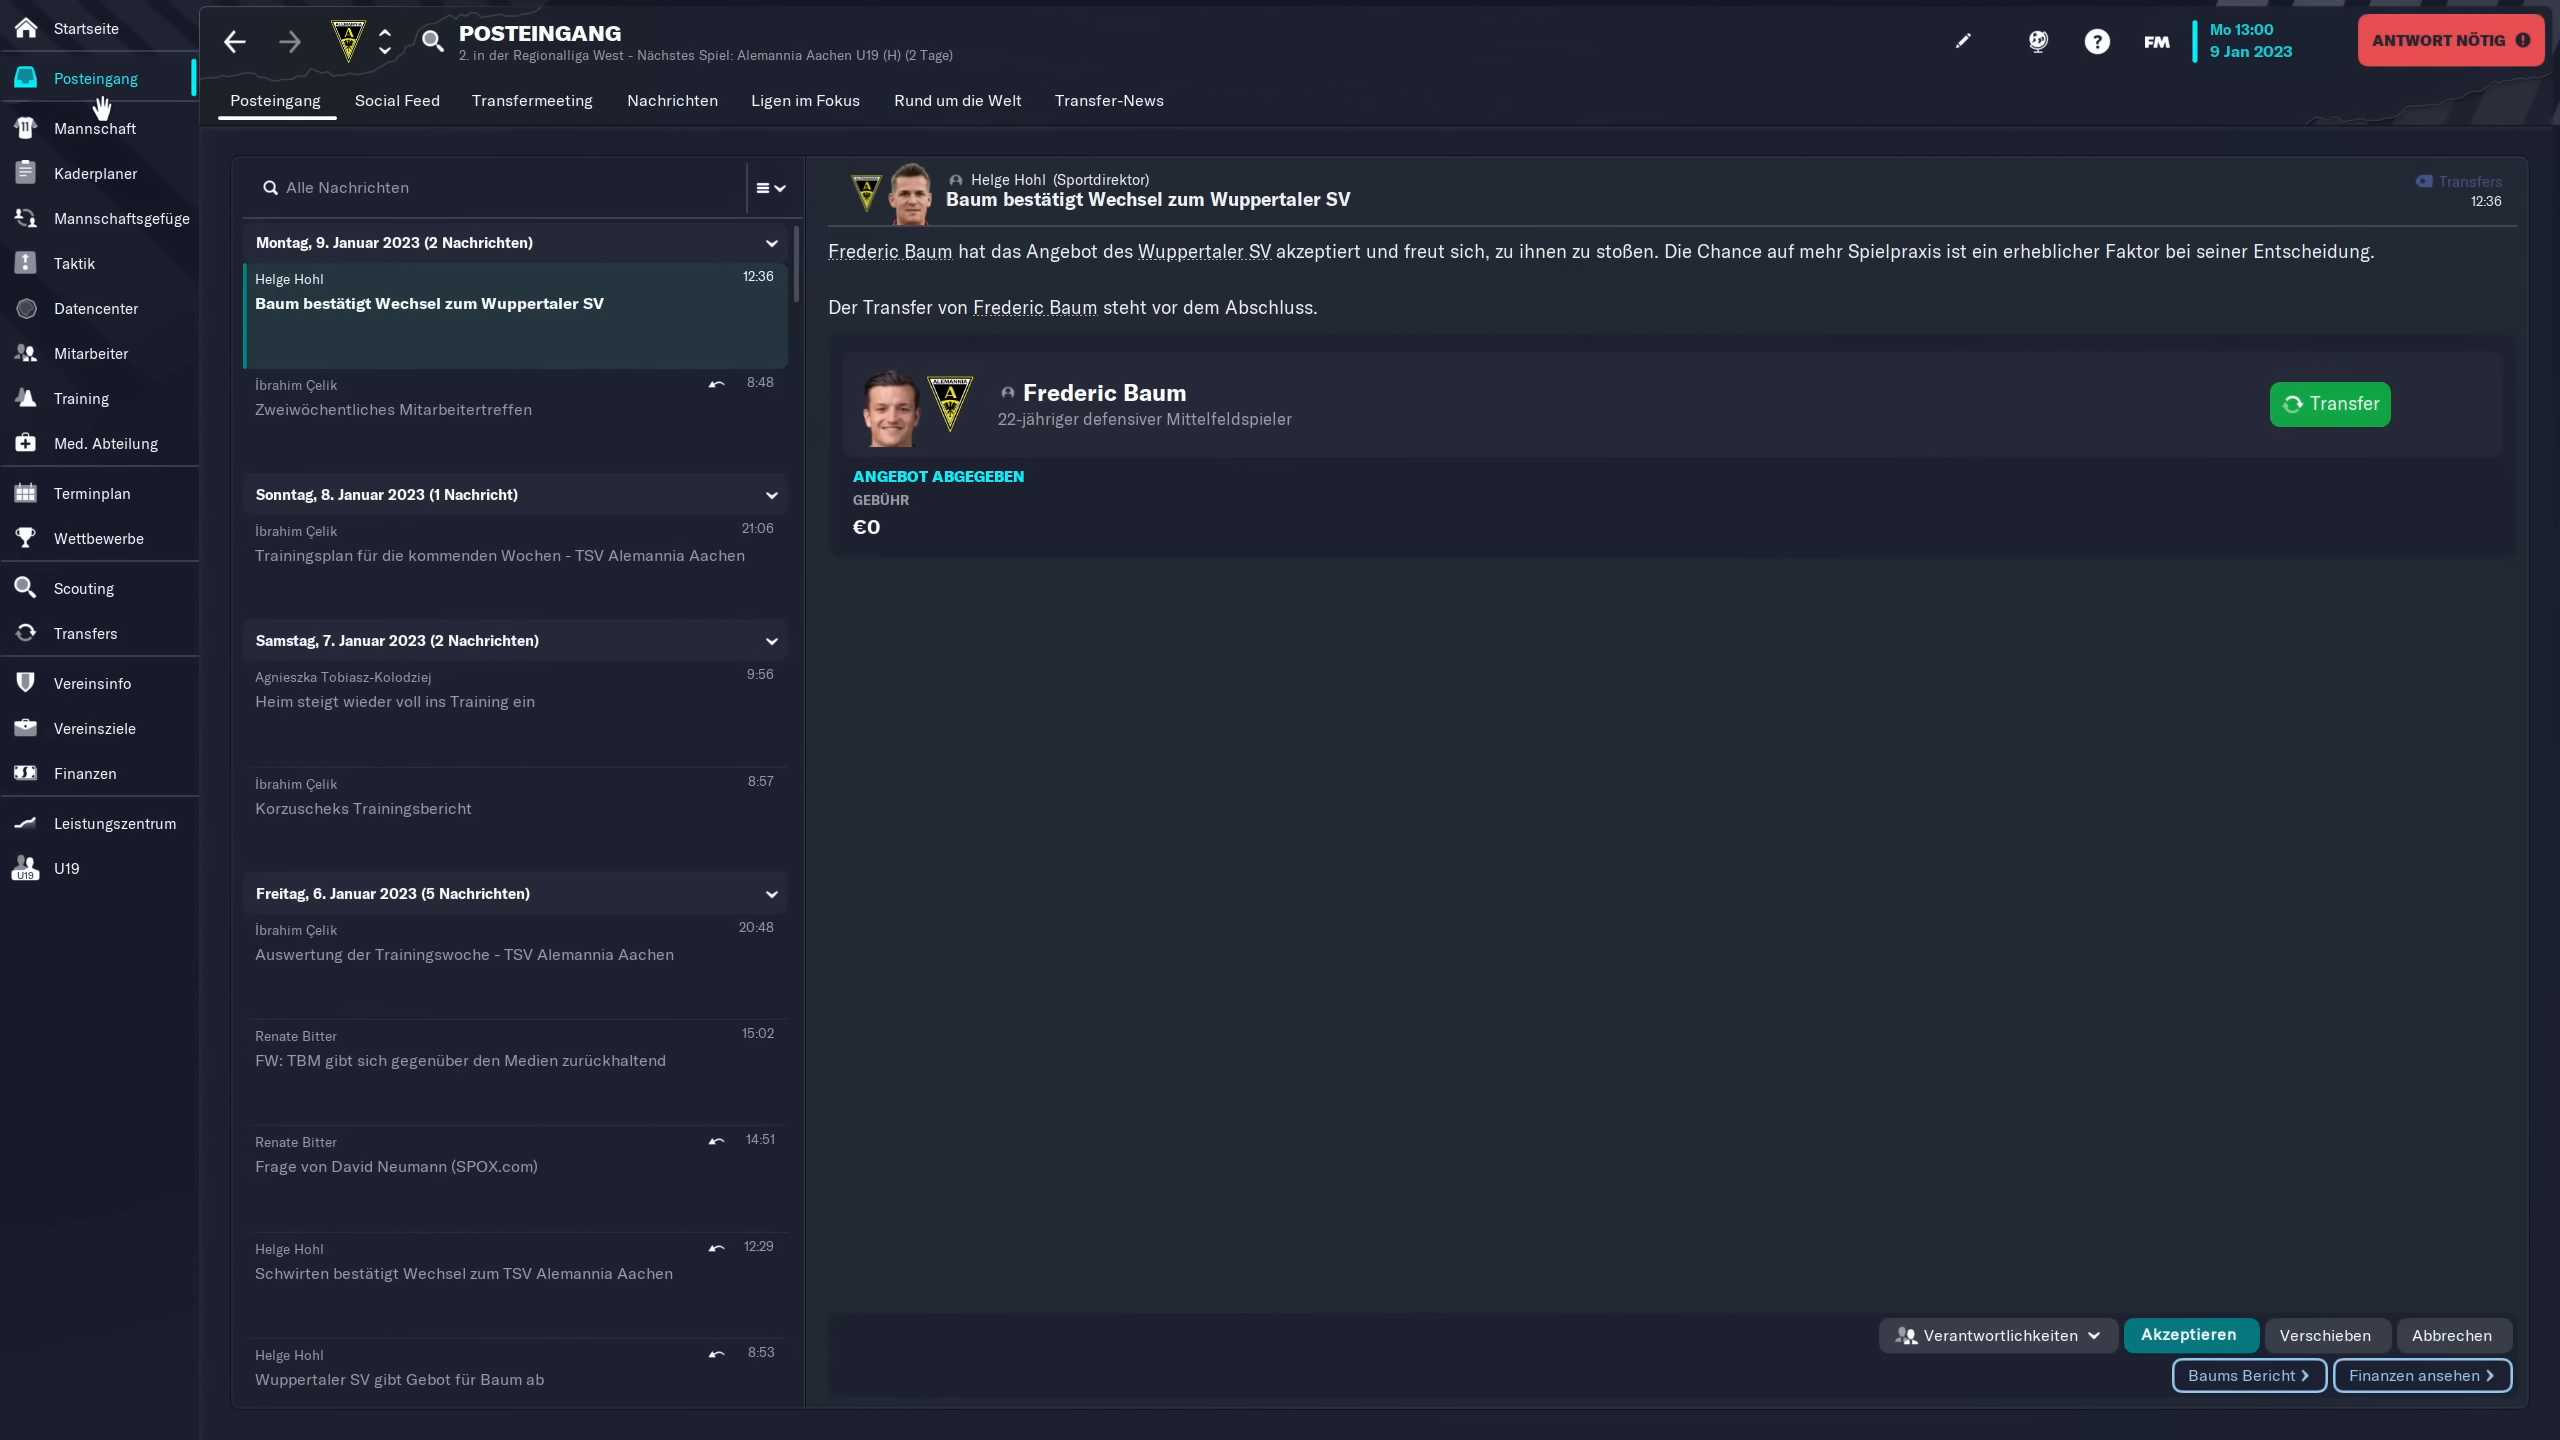 Startseite
Posteingang
Mannschaft
Kaderplaner
Mannschaftsgefüge
Taktik
Datencenter
Mitarbeiter
Training
Med. Abteilung
Terminplan
Wettbewerbe
Scouting
Transfers
Vereinsinfo
Vereinsziele
Finanzen
Leistungszentrum
U19
U19
POSTEINGANG
2. in der Regionalliga West - Nächstes Spiel: Alemannia Aachen U19 (H) (2 Tage)
FM
Mo 13:00
9 Jan 2023
ANTWORT NÖTIG
Posteingang Social Feed Transfermeeting Nachrichten Ligen im Fokus Rund um die Welt Transfer-News
Alle Nachrichten
Montag, 9. Januar 2023 (2 Nachrichten)
Helge Hohl 12:36
Baum bestätigt Wechsel zum Wuppertaler SV
İbrahim Çelik 8:48
Zweiwöchentliches Mitarbeitertreffen
Sonntag, 8. Januar 2023 (1 Nachricht)
İbrahim Çelik 21:06
Trainingsplan für die kommenden Wochen - TSV Alemannia Aachen
Samstag, 7. Januar 2023 (2 Nachrichten)
Agnieszka Tobiasz-Kolodziej 9:56
Heim steigt wieder voll ins Training ein
İbrahim Çelik 8:57
Korzuscheks Trainingsbericht
Freitag, 6. Januar 2023 (5 Nachrichten)
İbrahim Çelik 20:48
Auswertung der Trainingswoche - TSV Alemannia Aachen
Renate Bitter 15:02
FW: TBM gibt sich gegenüber den Medien zurückhaltend
Renate Bitter 14:51
Frage von David Neumann (SPOX.com)
Helge Hohl 12:29
Schwirten bestätigt Wechsel zum TSV Alemannia Aachen
Helge Hohl 8:53
Wuppertaler SV gibt Gebot für Baum ab
Helge Hohl (Sportdirektor)
Baum bestätigt Wechsel zum Wuppertaler SV
Transfers
12:36
Frederic Baum hat das Angebot des Wuppertaler SV akzeptiert und freut sich, zu ihnen zu stoßen. Die Chance auf mehr Spielpraxis ist ein erheblicher Faktor bei seiner Entscheidung.
Der Transfer von Frederic Baum steht vor dem Abschluss.
ALEMANNIA
A
Frederic Baum
22-jähriger defensiver Mittelfeldspieler
Transfer
ANGEBOT ABGEGEBEN
GEBÜHR
€0
Verantwortlichkeiten Akzeptieren Verschieben Abbrechen
Baums Bericht Finanzen ansehen